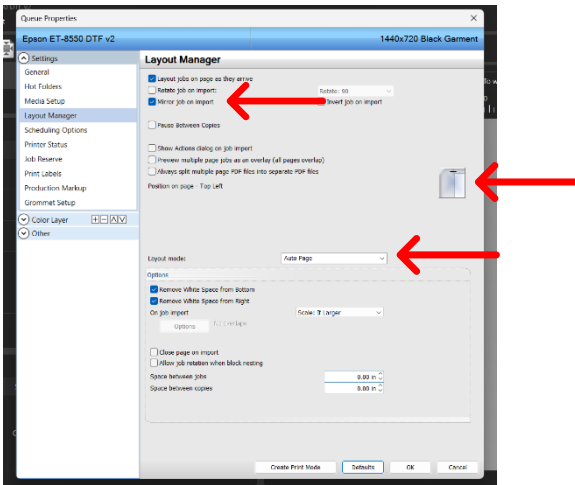 Queue Properties
Epson ET-8550 DTF v2 1440x720 Black Garment
Settings
General
Hot Folders
Media Setup
Layout Manager
Scheduling Options
Printer Status
Job Reserve
Print Labels
Production Markup
Grommet Setup
Color Layer
Other
Layout Manager
Layout jobs on page as they arrive
Rotate job on import: Rotate: 90
Mirror job on import Invert job on import
Pause Between Copies
Show Actions dialog on job import
Preview multiple page jobs as an overlay (all pages overlap)
Always split multiple page PDF files into separate PDF files
Position on page - Top Left
Layout mode: Auto Page
Options
Remove White Space from Bottom
Remove White Space from Right
On job import Scale: If Larger
Options No overlaps
Close page on import
Allow job rotation when block nesting
Space between jobs 0.00 in
Space between copies 0.00 in
Create Print Mode Defaults OK Cancel